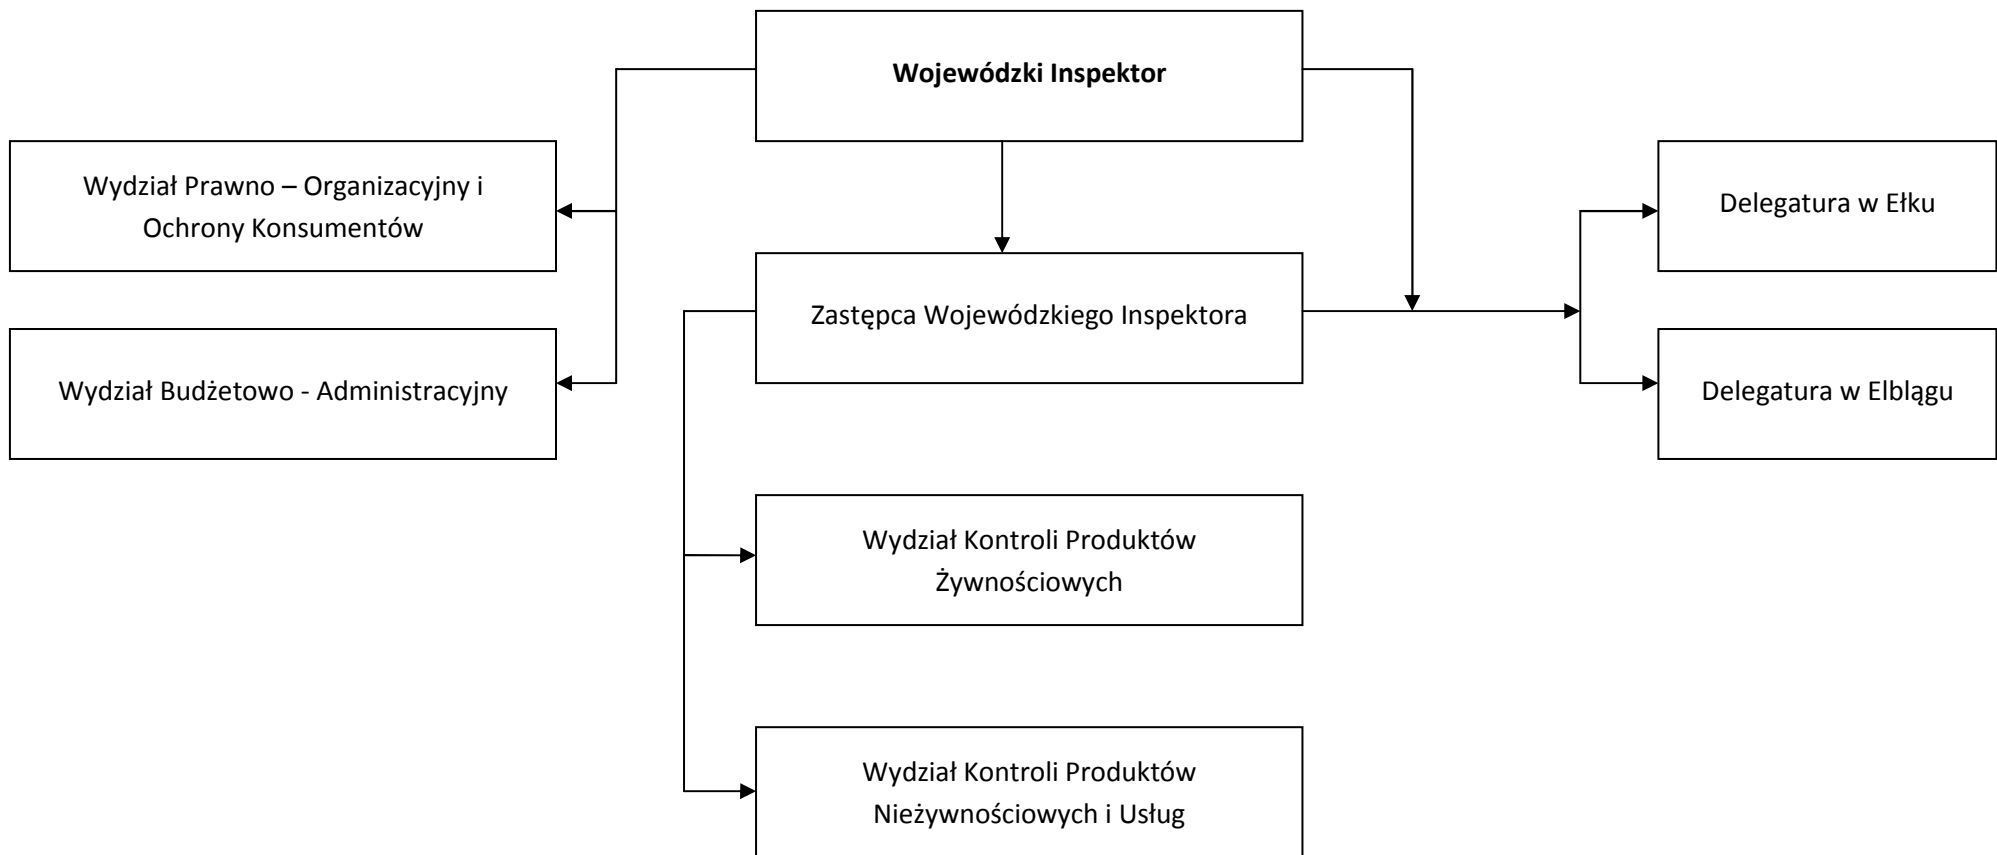 Wojewódzki Inspektor
Wydział Prawno – Organizacyjny i
Ochrony Konsumentów
Delegatura w Ełku
Zastępca Wojewódzkiego Inspektora
Wydział Budżetowo - Administracyjny
Delegatura w Elblągu
Wydział Kontroli Produktów
Żywnościowych
Wydział Kontroli Produktów
Nieżywnościowych i Usług